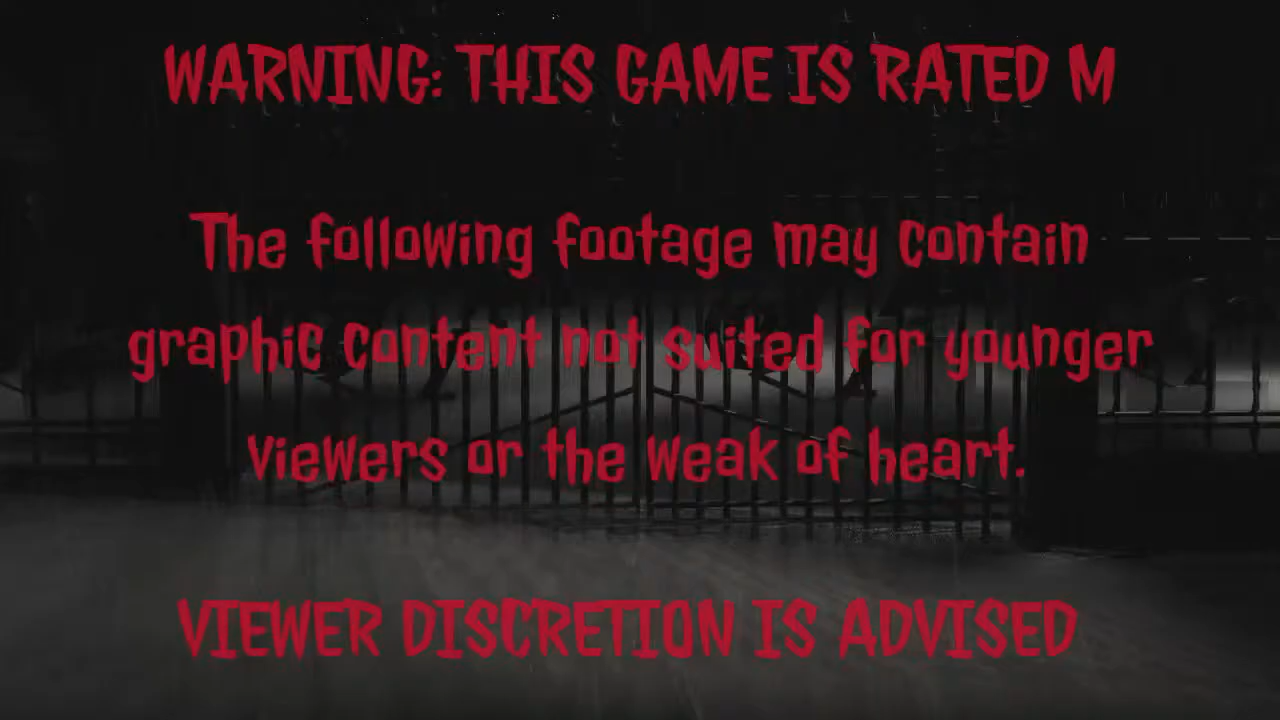 WARNING: THIS GAME IS RATED M
The following footage may contain
graphic content not suited for younger
viewers or the weak of heart.
VIEWER DISCRETION IS ADVISED